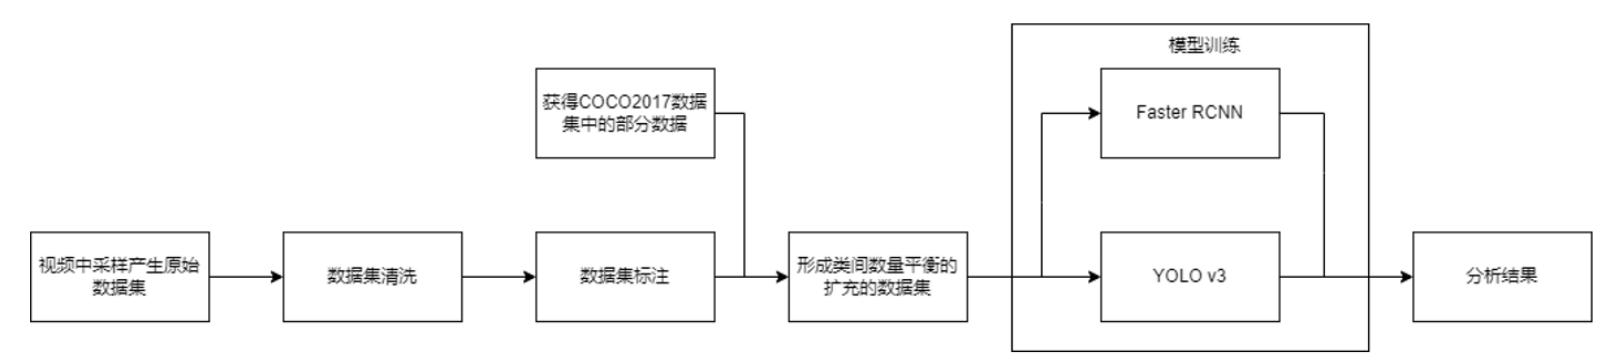 模型训练
获得COCO2017数据
集中的部分数据
Faster RCNN
视频中采样产生原始
数据集
数据集清洗
数据集标注
形成类间数量平衡的
扩充的数据集
YOLO v3
分析结果